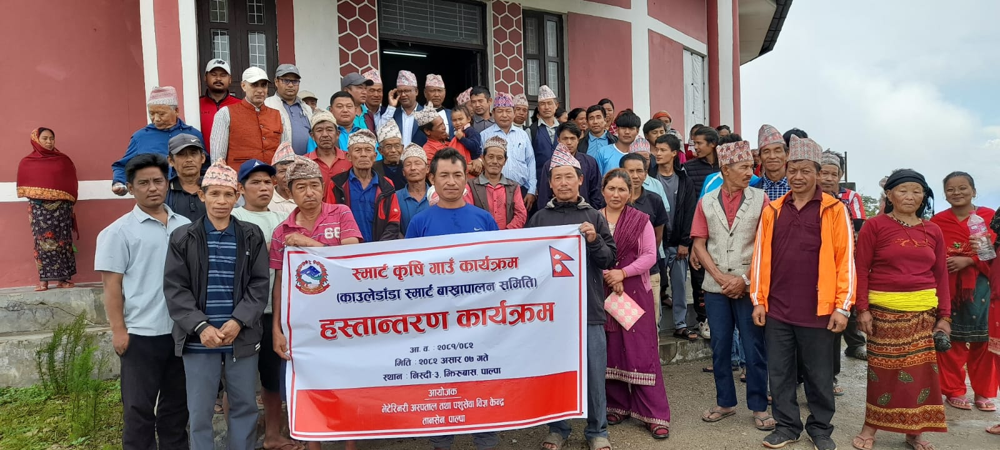 स्मार्ट कृषि गाउँ कार्यक्रम
(काउलेडाँडा स्मार्ट बाख्रापालन समिति)
हस्तान्तरण कार्यक्रम
आ. व. : २०८१/०८२
मिति : २०८२ असार ०७ गते
स्थान : निस्दी-३, झिरुबास, पाल्पा
आयोजक
भेटेरिनरी अस्पताल तथा पशुसेवा विज्ञ केन्द्र
तानसेन, पाल्पा
68